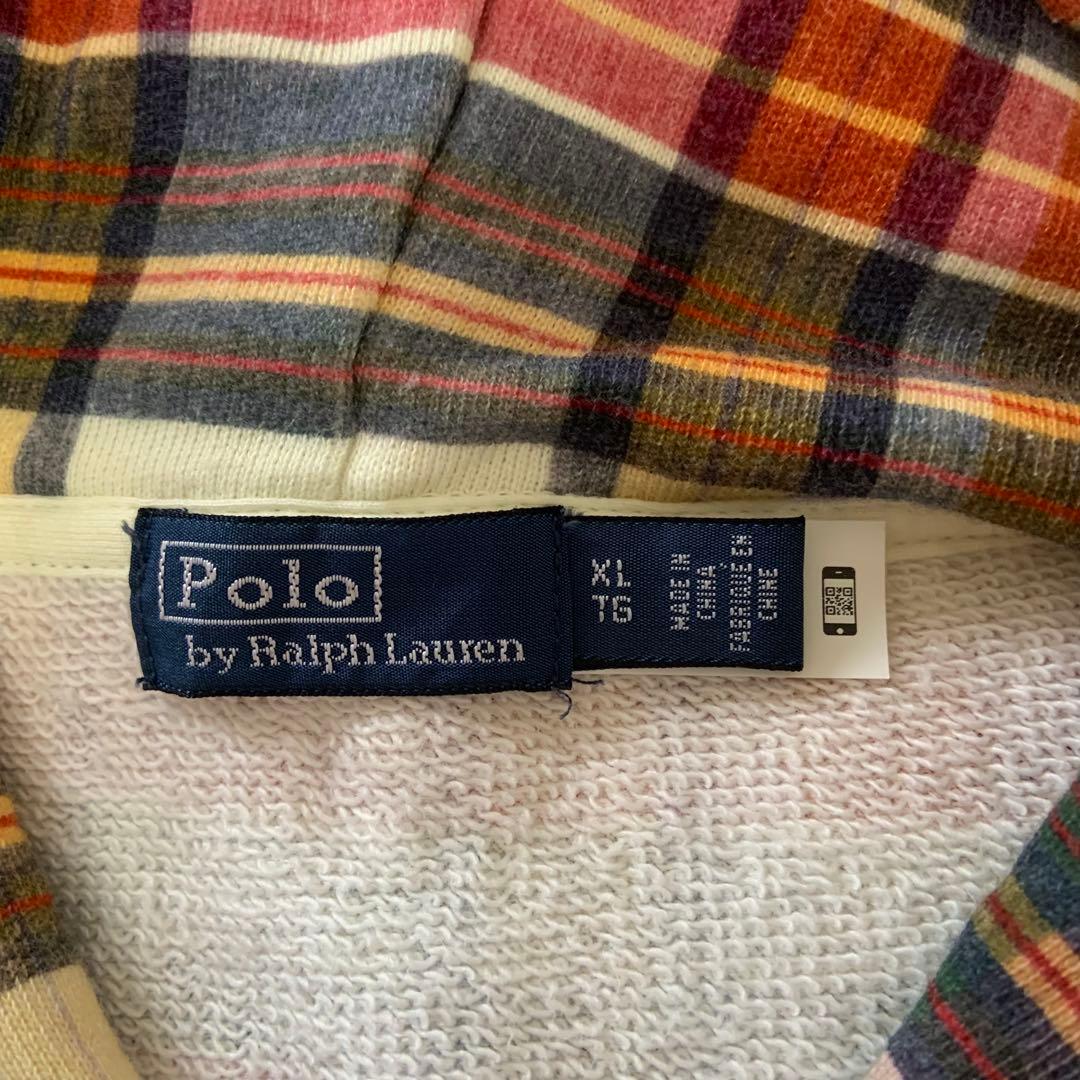 Polo
by Ralph Lauren
XL
TG
MADE IN
CHINA
FABRIQUÉ EN
CHINE